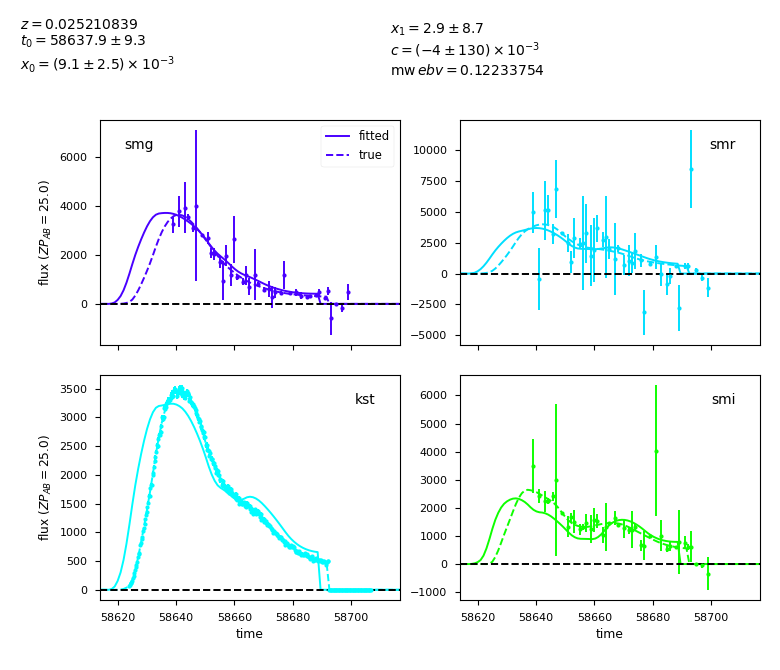 z = 0.025210839
t₀ = 58637.9 ± 9.3
x₀ = (9.1 ± 2.5) × 10⁻³
x₁ = 2.9 ± 8.7
c = (−4 ± 130) × 10⁻³
mw ebv = 0.12233754
smg
fitted
true
flux (ZP_AB = 25.0)
6000
4000
2000
0
smr
10000
7500
5000
2500
0
−2500
−5000
kst
flux (ZP_AB = 25.0)
3500
3000
2500
2000
1500
1000
500
0
58620 58640 58660 58680 58700
time
smi
6000
5000
4000
3000
2000
1000
0
−1000
58620 58640 58660 58680 58700
time